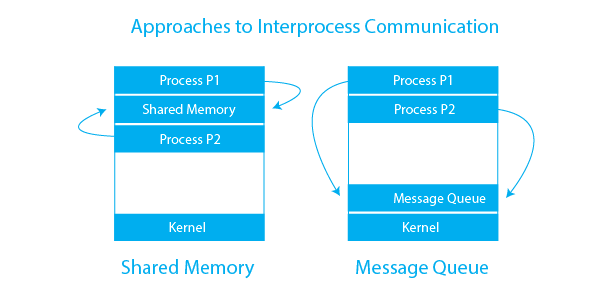 Approaches to Interprocess Communication
Process P1
Shared Memory
Process P2
Kernel
Shared Memory
Process P1
Process P2
Message Queue
Kernel
Message Queue